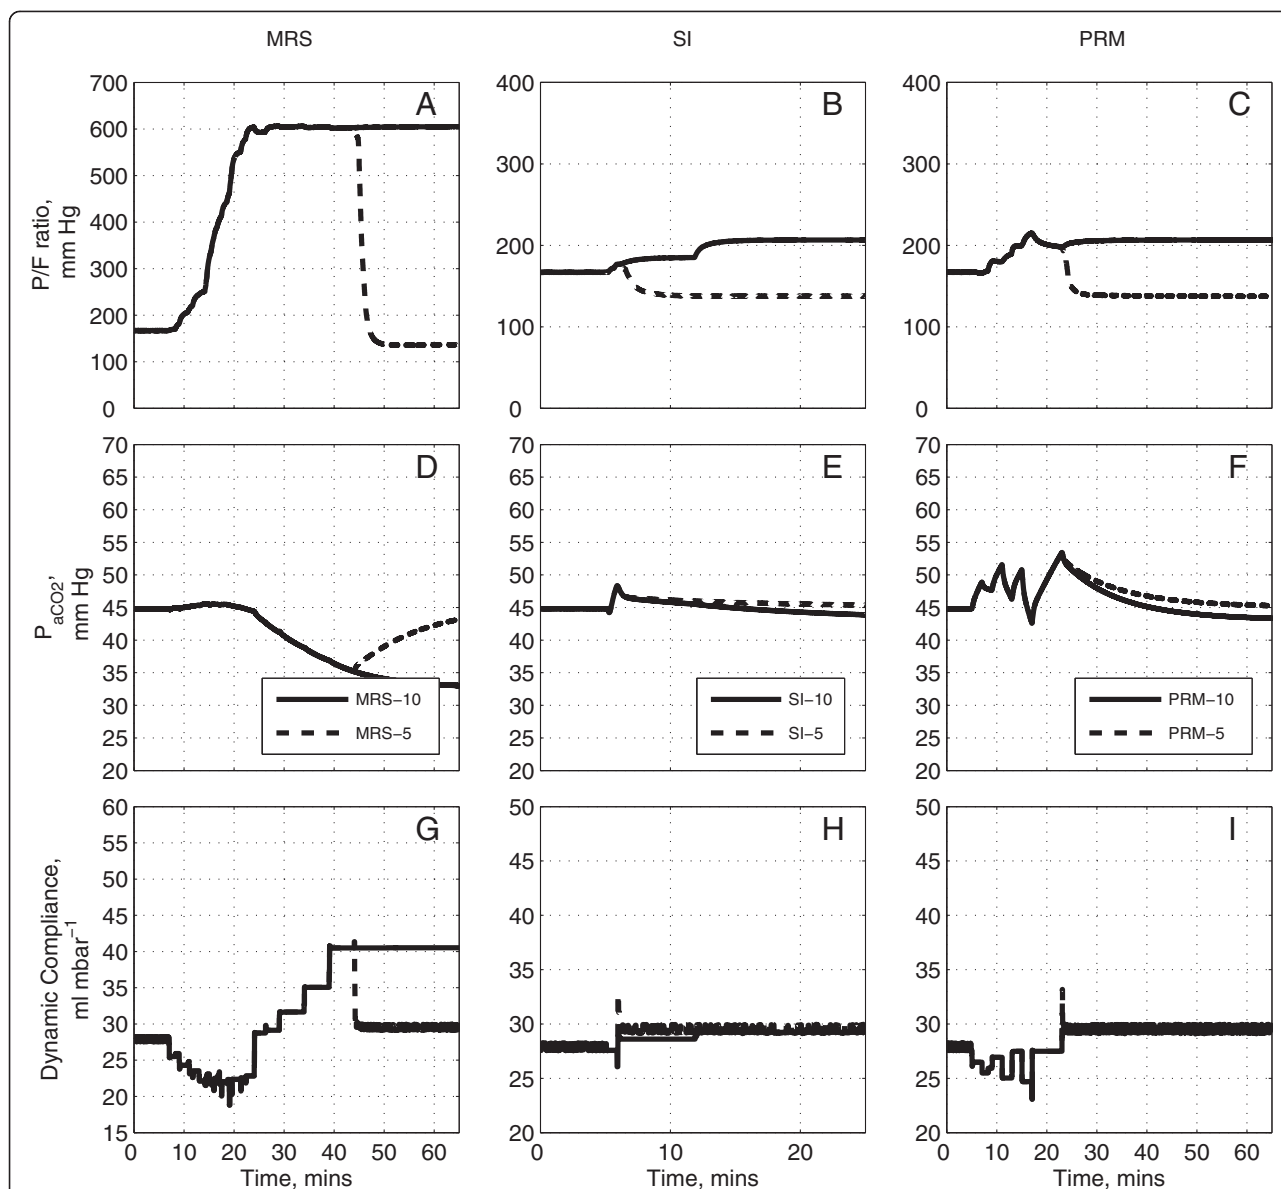 MRS
SI
PRM
P/F ratio,
mm Hg
700
600
500
400
300
200
100
0
A
400
300
200
100
0
B
400
300
200
100
0
C
PaCO2,
mm Hg
70
65
60
55
50
45
40
35
30
25
20
D
MRS–10
MRS–5
70
65
60
55
50
45
40
35
30
25
20
E
SI–10
SI–5
70
65
60
55
50
45
40
35
30
25
20
F
PRM–10
PRM–5
Dynamic Compliance,
ml mbar−1
60
55
50
45
40
35
30
25
20
15
G
0 10 20 30 40 50 60
Time, mins
50
45
40
35
30
25
20
H
0 10 20
Time, mins
50
45
40
35
30
25
20
I
0 10 20 30 40 50 60
Time, mins